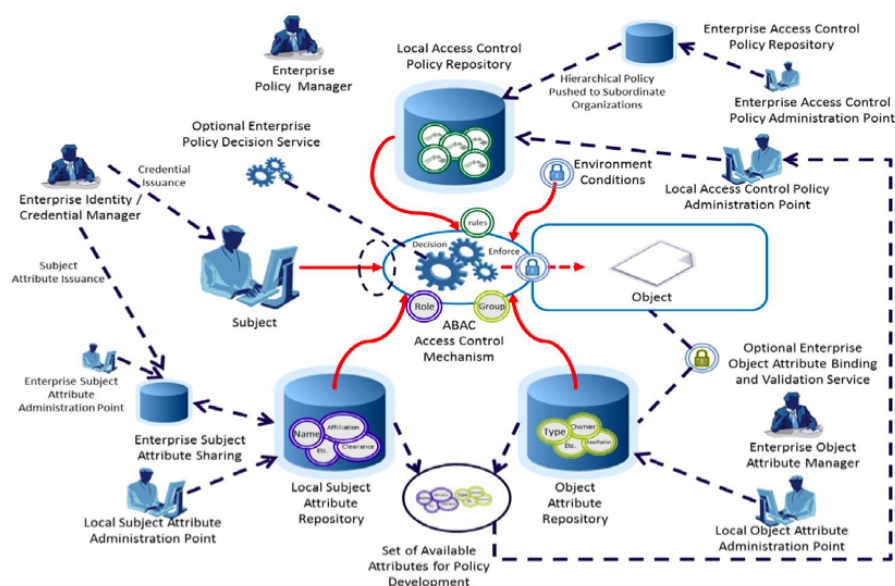 Enterprise
Policy Manager
Local Access Control
Policy Repository
Enterprise Access Control
Policy Repository
Hierarchical Policy
Pushed to Subordinate
Organizations
Enterprise Access Control
Policy Administration Point
Optional Enterprise
Policy Decision Service
Credential
Issuance
Enterprise Identity /
Credential Manager
Environment
Conditions
Local Access Control Policy
Administration Point
rules
Decision
Enforce
Subject
Attribute Issuance
Subject
Role
Group
ABAC
Access Control
Mechanism
Object
Optional Enterprise
Object Attribute Binding
and Validation Service
Enterprise Subject
Attribute
Administration Point
Enterprise Subject
Attribute Sharing
Name
Affiliation
Etc.
Clearance
Type
Owner
Etc.
Enterprise Object
Attribute Manager
Local Subject Attribute
Administration Point
Local Subject
Attribute
Repository
Object
Attribute
Repository
Local Object Attribute
Administration Point
Set of Available
Attributes for Policy
Development